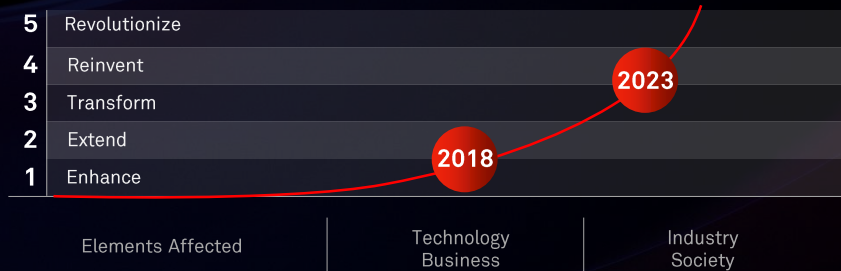 5 Revolutionize
4 Reinvent
2023
3 Transform
2 Extend
2018
1 Enhance
Elements Affected
Technology
Business
Industry
Society